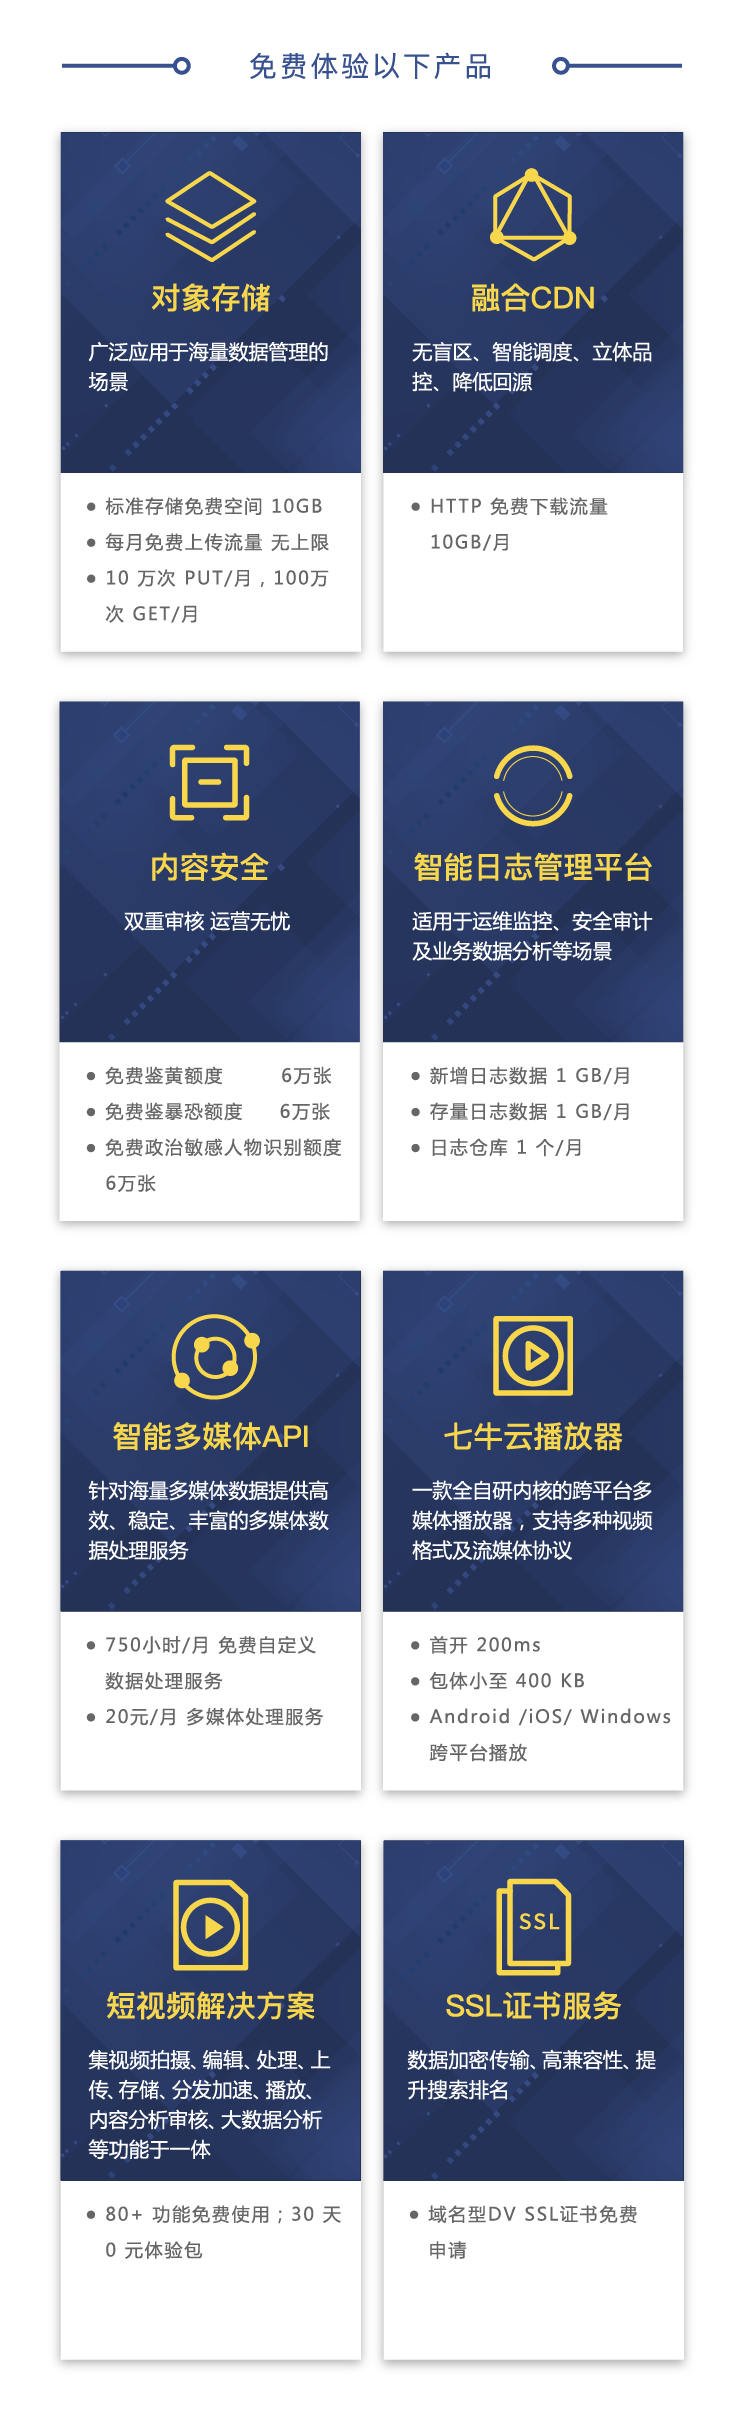 免费体验以下产品
对象存储
广泛应用于海量数据管理的
场景
标准存储免费空间 10GB
每月免费上传流量 无上限
10 万次 PUT/月，100万
次 GET/月
融合CDN
无盲区、智能调度、立体品
控、降低回源
HTTP 免费下载流量
10GB/月
内容安全
双重审核 运营无忧
免费鉴黄额度 6万张
免费鉴暴恐额度 6万张
免费政治敏感人物识别额度
6万张
智能日志管理平台
适用于运维监控、安全审计
及业务数据分析等场景
新增日志数据 1 GB/月
存量日志数据 1 GB/月
日志仓库 1 个/月
智能多媒体API
针对海量多媒体数据提供高
效、稳定、丰富的多媒体数
据处理服务
750小时/月 免费自定义
数据处理服务
20元/月 多媒体处理服务
七牛云播放器
一款全自研内核的跨平台多
媒体播放器，支持多种视频
格式及流媒体协议
首开 200ms
包体小至 400 KB
Android /iOS/ Windows
跨平台播放
短视频解决方案
集视频拍摄、编辑、处理、上
传、存储、分发加速、播放、
内容分析审核、大数据分析
等功能于一体
80+ 功能免费使用；30 天
0 元体验包
SSL
SSL证书服务
数据加密传输、高兼容性、提
升搜索排名
域名型DV SSL证书免费
申请